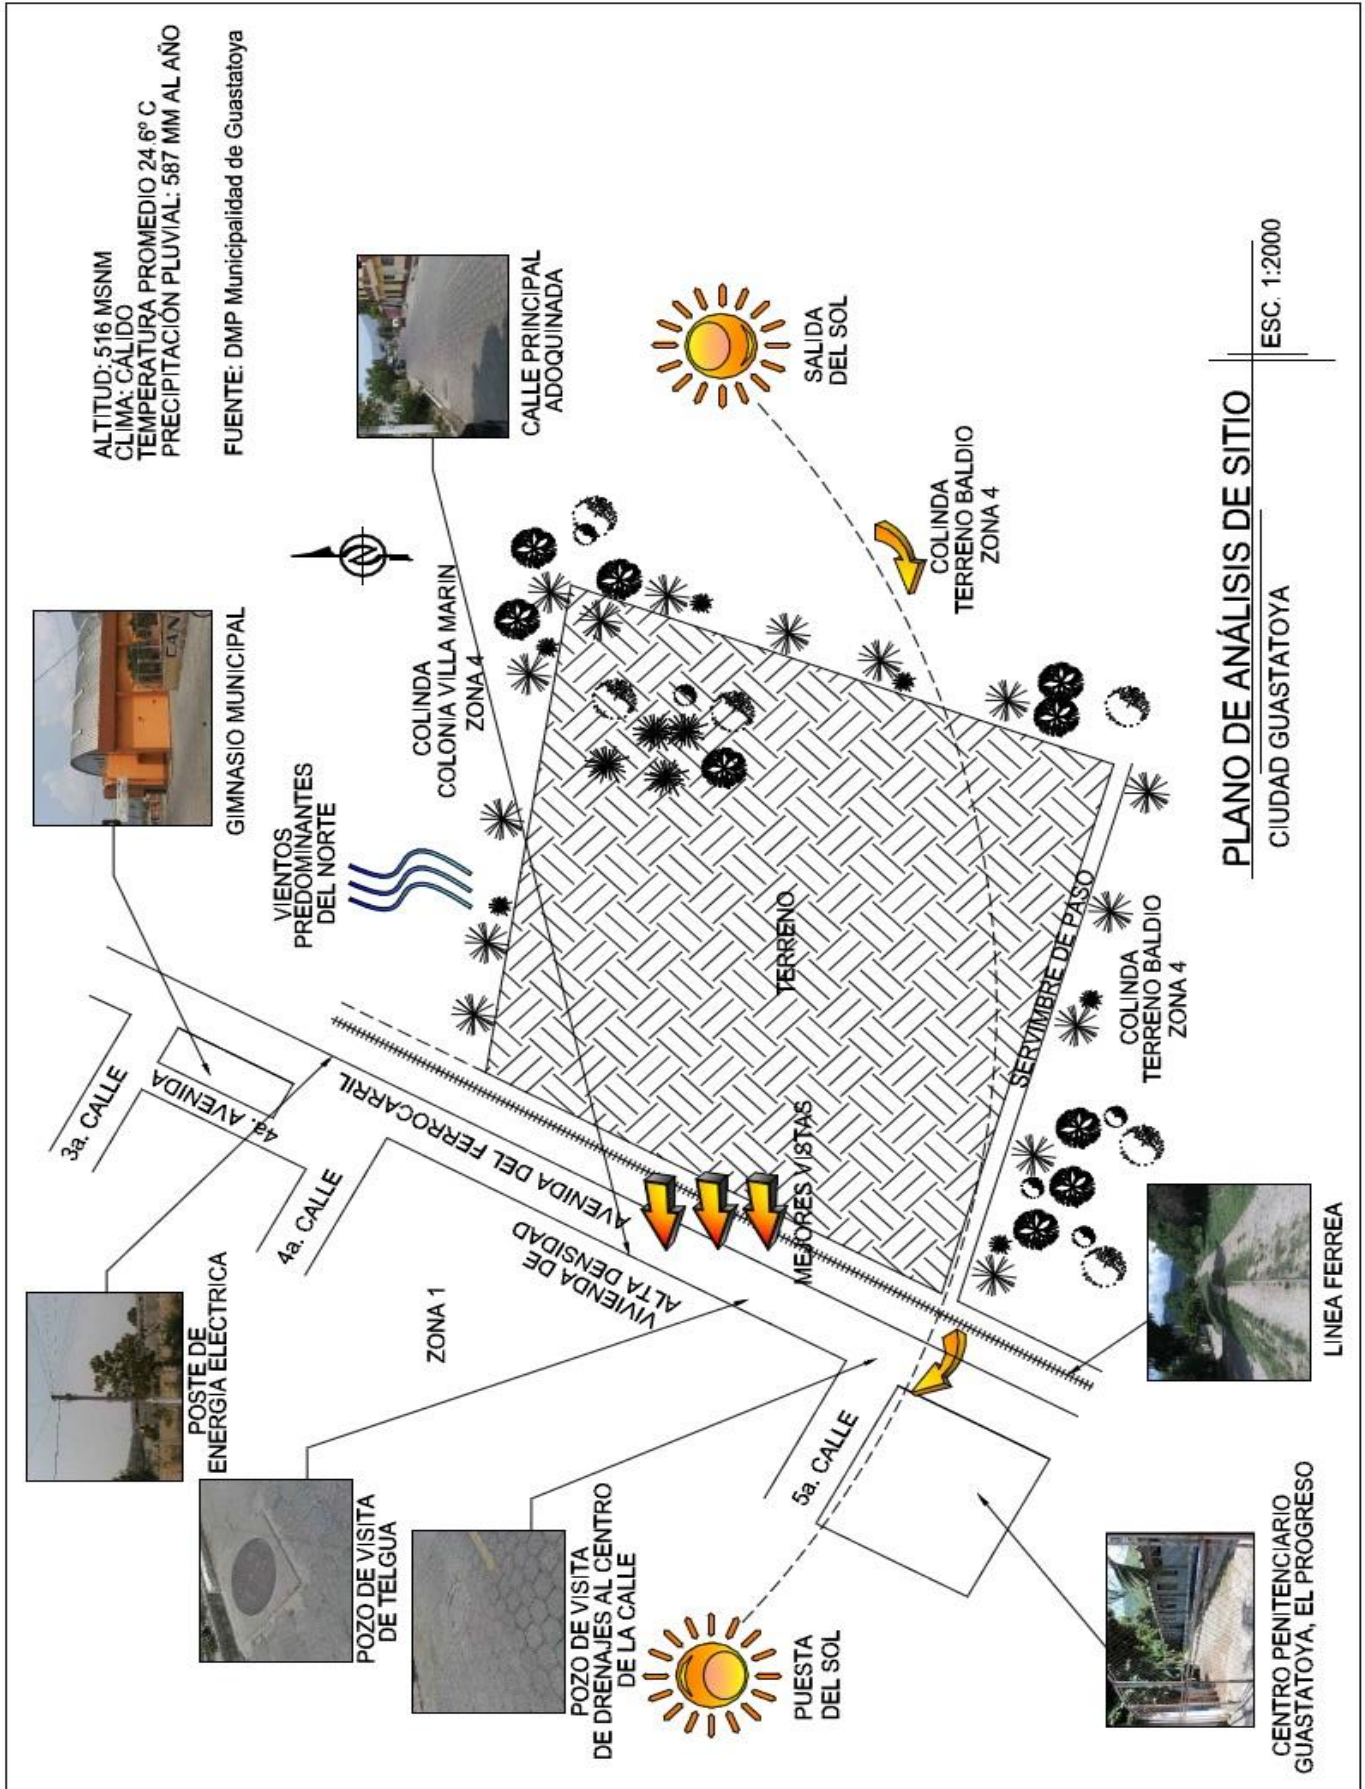 ALTITUD: 516 MSNM
CLIMA: CÁLIDO
TEMPERATURA PROMEDIO 24.6º C
PRECIPITACIÓN PLUVIAL: 587 MM AL AÑO
FUENTE: DMP Municipalidad de Guastatoya
GIMNASIO MUNICIPAL
POSTE DE
ENERGIA ELECTRICA
POZO DE VISITA
DE TELGUA
POZO DE VISITA
DE DRENAJES AL CENTRO
DE LA CALLE
3a. CALLE
4a. AVENIDA
4a. CALLE
AVENIDA DEL FERROCARRIL
ZONA 1
VIVIENDA DE
ALTA DENSIDAD
VIENTOS
PREDOMINANTES
DEL NORTE
COLINDA
COLONIA VILLA MARIN
ZONA 4
CALLE PRINCIPAL
ADOQUINADA
SALIDA
DEL SOL
COLINDA
TERRENO BALDIO
ZONA 4
TERRENO
MEJORES VISTAS
SERVIMBRE DE PASO
COLINDA
TERRENO BALDIO
ZONA 4
5a. CALLE
PUESTA
DEL SOL
CENTRO PENITENCIARIO
GUASTATOYA, EL PROGRESO
LINEA FERREA
PLANO DE ANÁLISIS DE SITIO
CIUDAD GUASTATOYA
ESC. 1:2000